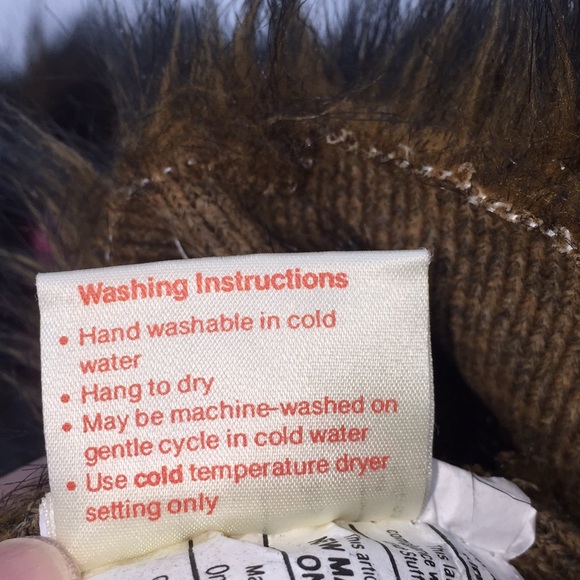 Washing Instructions
• Hand washable in cold
water
• Hang to dry
• May be machine-washed on
gentle cycle in cold water
• Use cold temperature dryer
setting only